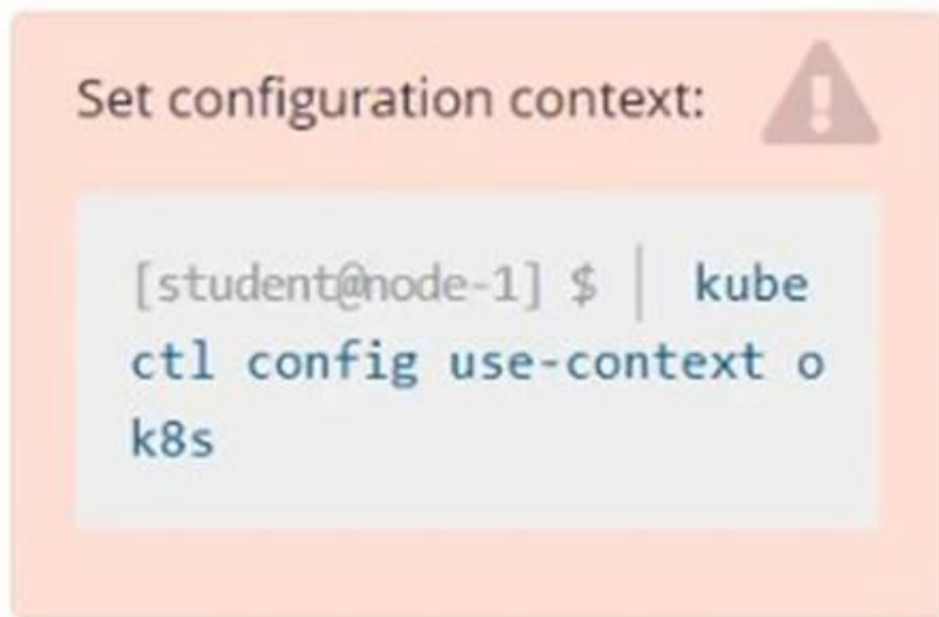 Set configuration context:
[student@node-1] $ | kube
ctl config use-context o
k8s